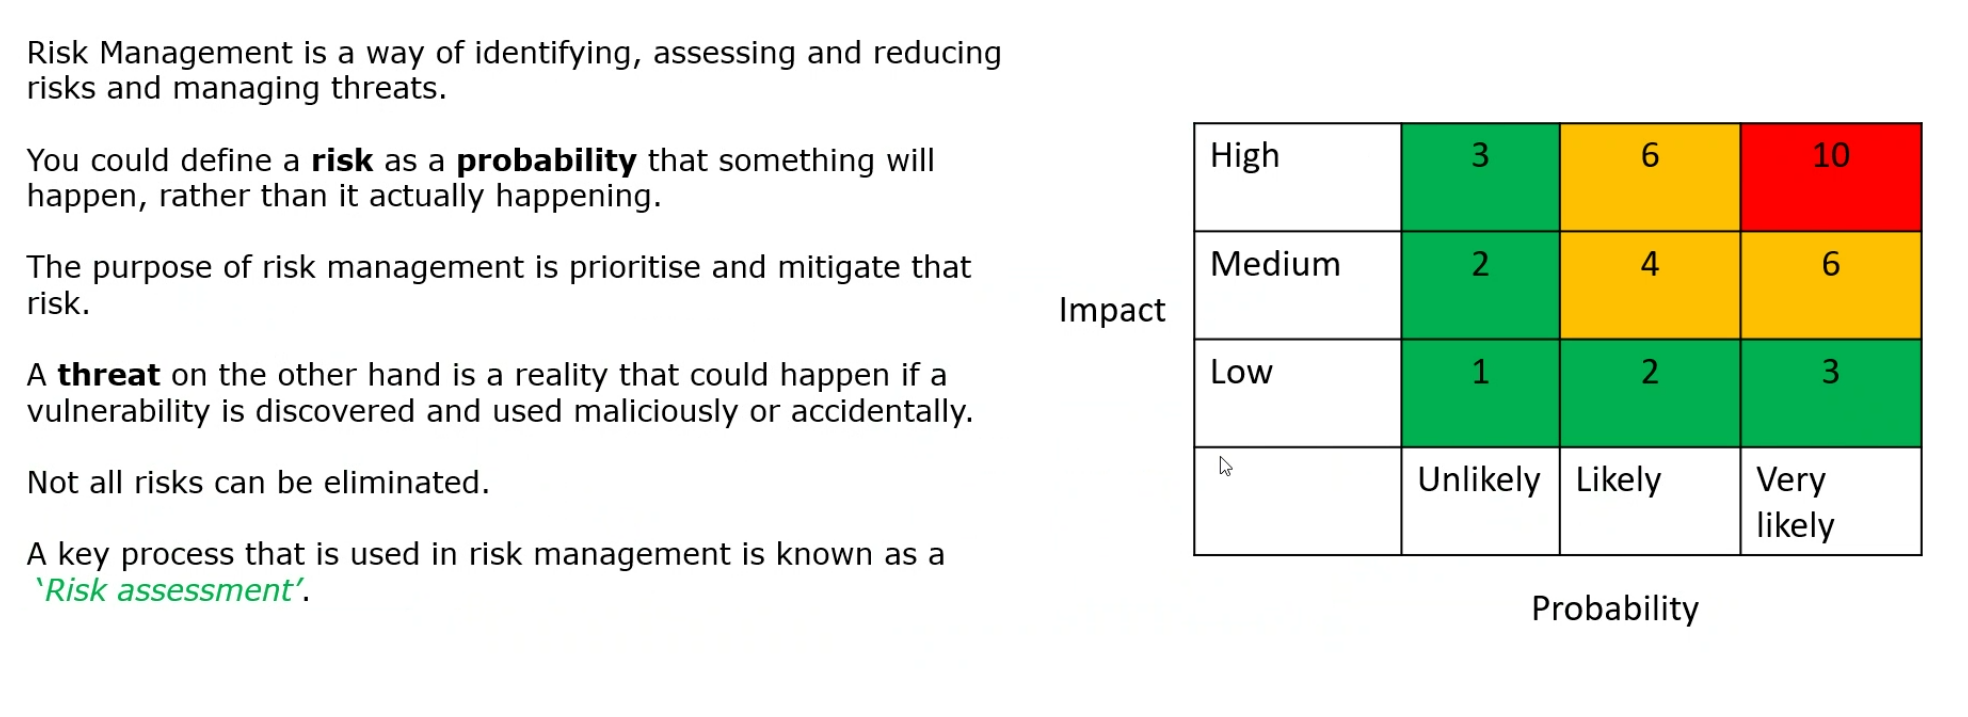 Risk Management is a way of identifying, assessing and reducing
risks and managing threats.
You could define a risk as a probability that something will
happen, rather than it actually happening.
The purpose of risk management is prioritise and mitigate that
risk.
A threat on the other hand is a reality that could happen if a
vulnerability is discovered and used maliciously or accidentally.
Not all risks can be eliminated.
A key process that is used in risk management is known as a
‘Risk assessment’.
Impact
High 3 6 10
Medium 2 4 6
Low 1 2 3
Unlikely Likely Very
likely
Probability